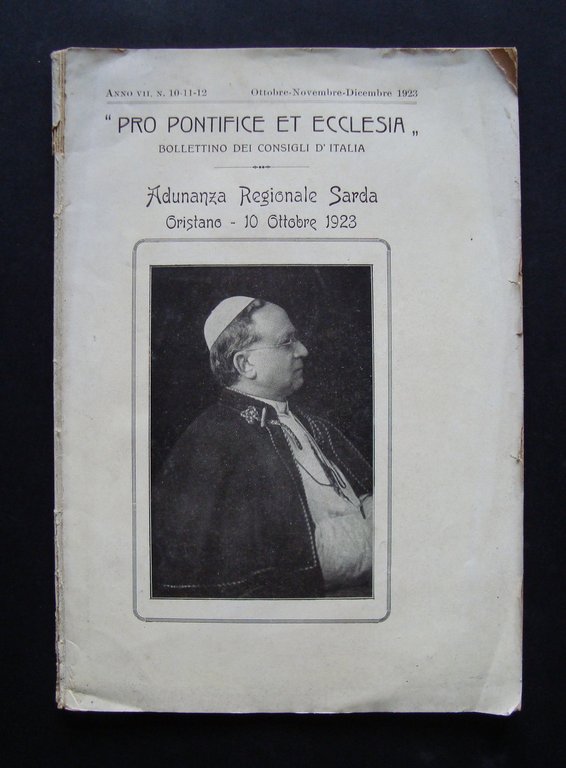 ANNO VII, N. 10-11-12 Ottobre-Novembre-Dicembre 1923
“ PRO PONTIFICE ET ECCLESIA „
BOLLETTINO DEI CONSIGLI D' ITALIA
Adunanza Regionale Sarda
Oristano - 10 Ottobre 1923